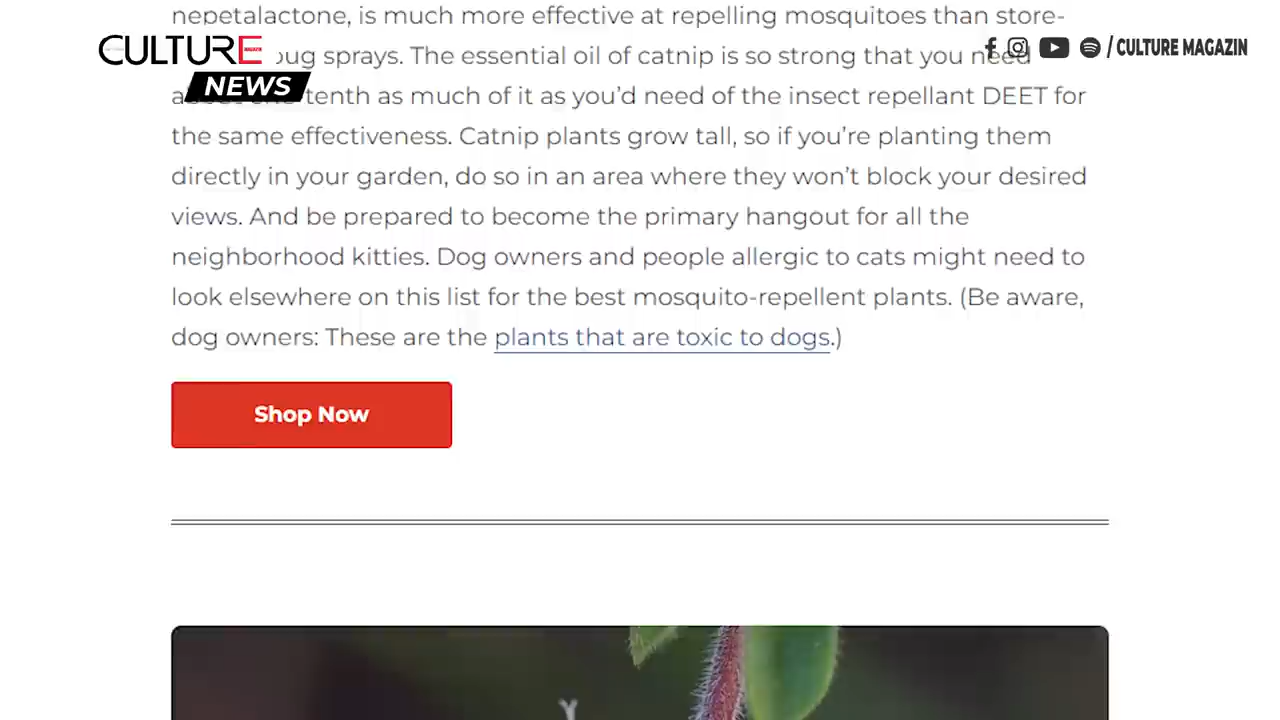 nepetalactone, is much more effective at repelling mosquitoes than store-
CULTURE
bug sprays. The essential oil of catnip is so strong that you need
/ CULTURE MAGAZIN
NEWS
tenth as much of it as you'd need of the insect repellant DEET for
the same effectiveness. Catnip plants grow tall, so if you're planting them
directly in your garden, do so in an area where they won't block your desired
views. And be prepared to become the primary hangout for all the
neighborhood kitties. Dog owners and people allergic to cats might need to
look elsewhere on this list for the best mosquito-repellent plants. (Be aware,
dog owners: These are the plants that are toxic to dogs.)
Shop Now